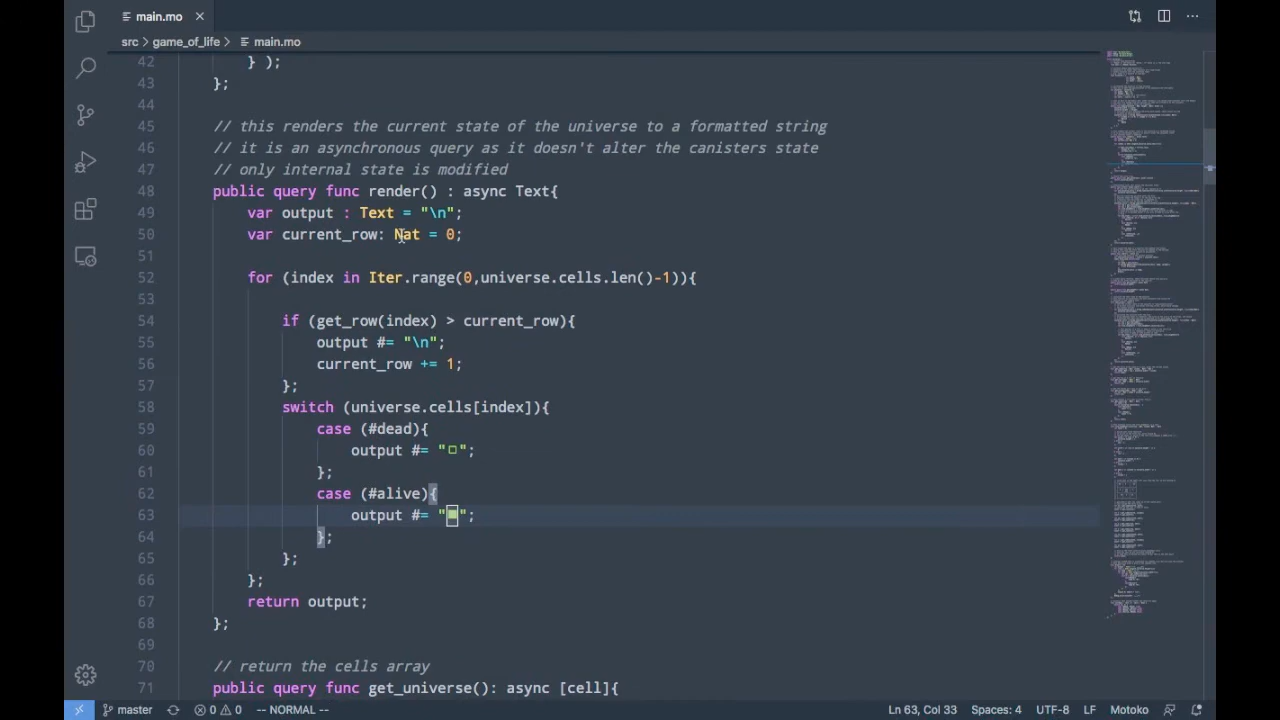 main.mo
src > game_of_life > main.mo
42 } );
43 };
44
45 // this renders the current state of the universe to a formatted string
46 // it is an asynchronous query as it doesn't alter the canisters state
47 // only internal state is modified
48 public query func render() : async Text{
49 var output : Text = "\n";
50 var current_row: Nat = 0;
51
52 for (index in Iter.range(0,universe.cells.len()-1)){
53
54 if (get_row(index) > current_row){
55 output #= "\n";
56 current_row += 1;
57 };
58 switch (universe.cells[index]){
59 case (#dead){
60 output #= "□";
61 };
62 case (#alive){
63 output #= "■";
64 };
65 };
66 };
67 return output;
68 };
69
70 // return the cells array
71 public query func get_universe(): async [cell]{
master 0 0 -- NORMAL -- Ln 63, Col 33 Spaces: 4 UTF-8 LF Motoko